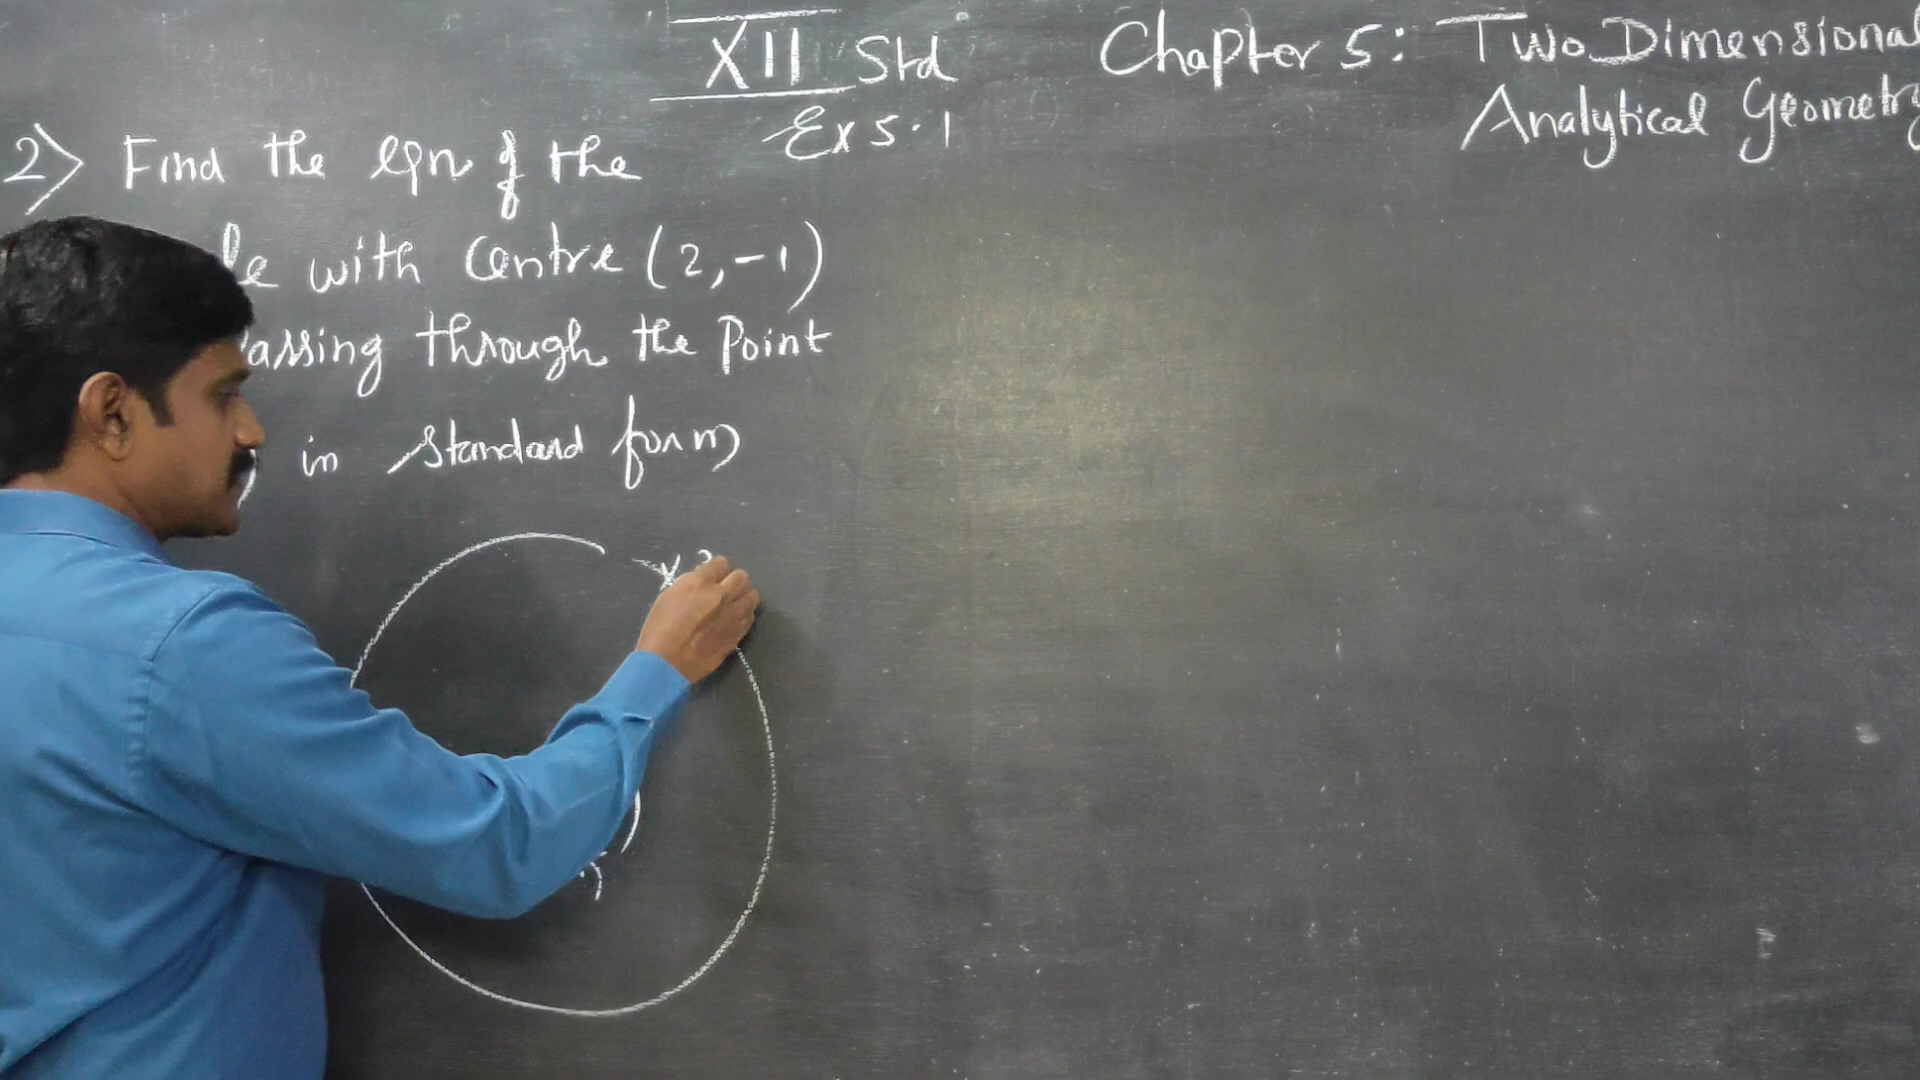 XII Std
Ex 5.1
Chapter 5: Two Dimensional
Analytical Geometry
2) Find the eqn of the
with centre (2,-1)
through the Point
in standard form